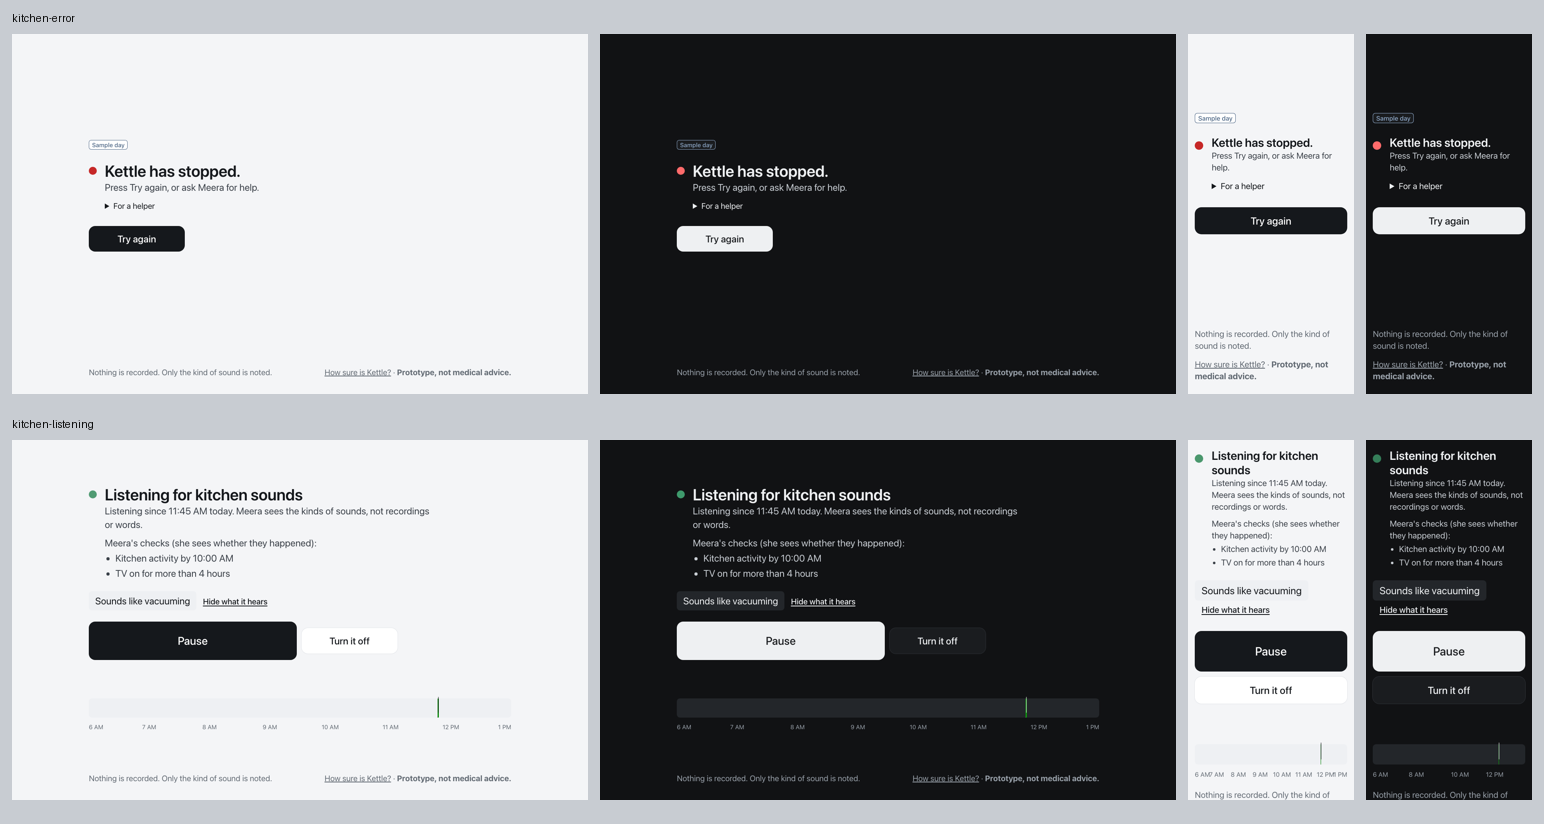 kitchen-error
Sample day
Kettle has stopped.
Press Try again, or ask Meera for help.
▶ For a helper
Try again
Nothing is recorded. Only the kind of sound is noted.
How sure is Kettle? · Prototype, not medical advice.
Sample day
Kettle has stopped.
Press Try again, or ask Meera for help.
▶ For a helper
Try again
Nothing is recorded. Only the kind of sound is noted.
How sure is Kettle? · Prototype, not medical advice.
Sample day
Kettle has stopped.
Press Try again, or ask Meera for
help.
▶ For a helper
Try again
Nothing is recorded. Only the kind of
sound is noted.
How sure is Kettle? · Prototype, not
medical advice.
Sample day
Kettle has stopped.
Press Try again, or ask Meera for
help.
▶ For a helper
Try again
Nothing is recorded. Only the kind of
sound is noted.
How sure is Kettle? · Prototype, not
medical advice.
kitchen-listening
Listening for kitchen sounds
Listening since 11:45 AM today. Meera sees the kinds of sounds, not recordings
or words.
Meera's checks (she sees whether they happened):
• Kitchen activity by 10:00 AM
• TV on for more than 4 hours
Sounds like vacuuming Hide what it hears
Pause Turn it off
6 AM 7 AM 8 AM 9 AM 10 AM 11 AM 12 PM 1 PM
Nothing is recorded. Only the kind of sound is noted.
How sure is Kettle? · Prototype, not medical advice.
Listening for kitchen sounds
Listening since 11:45 AM today. Meera sees the kinds of sounds, not recordings
or words.
Meera's checks (she sees whether they happened):
• Kitchen activity by 10:00 AM
• TV on for more than 4 hours
Sounds like vacuuming Hide what it hears
Pause Turn it off
6 AM 7 AM 8 AM 9 AM 10 AM 11 AM 12 PM 1 PM
Nothing is recorded. Only the kind of sound is noted.
How sure is Kettle? · Prototype, not medical advice.
Listening for kitchen
sounds
Listening since 11:45 AM today.
Meera sees the kinds of sounds, not
recordings or words.
Meera's checks (she sees whether
they happened):
• Kitchen activity by 10:00 AM
• TV on for more than 4 hours
Sounds like vacuuming
Hide what it hears
Pause
Turn it off
6 AM 7 AM 8 AM 9 AM 10 AM 11 AM 12 PM 1 PM
Nothing is recorded. Only the kind of
Listening for kitchen
sounds
Listening since 11:45 AM today.
Meera sees the kinds of sounds, not
recordings or words.
Meera's checks (she sees whether
they happened):
• Kitchen activity by 10:00 AM
• TV on for more than 4 hours
Sounds like vacuuming
Hide what it hears
Pause
Turn it off
6 AM 8 AM 10 AM 12 PM
Nothing is recorded. Only the kind of